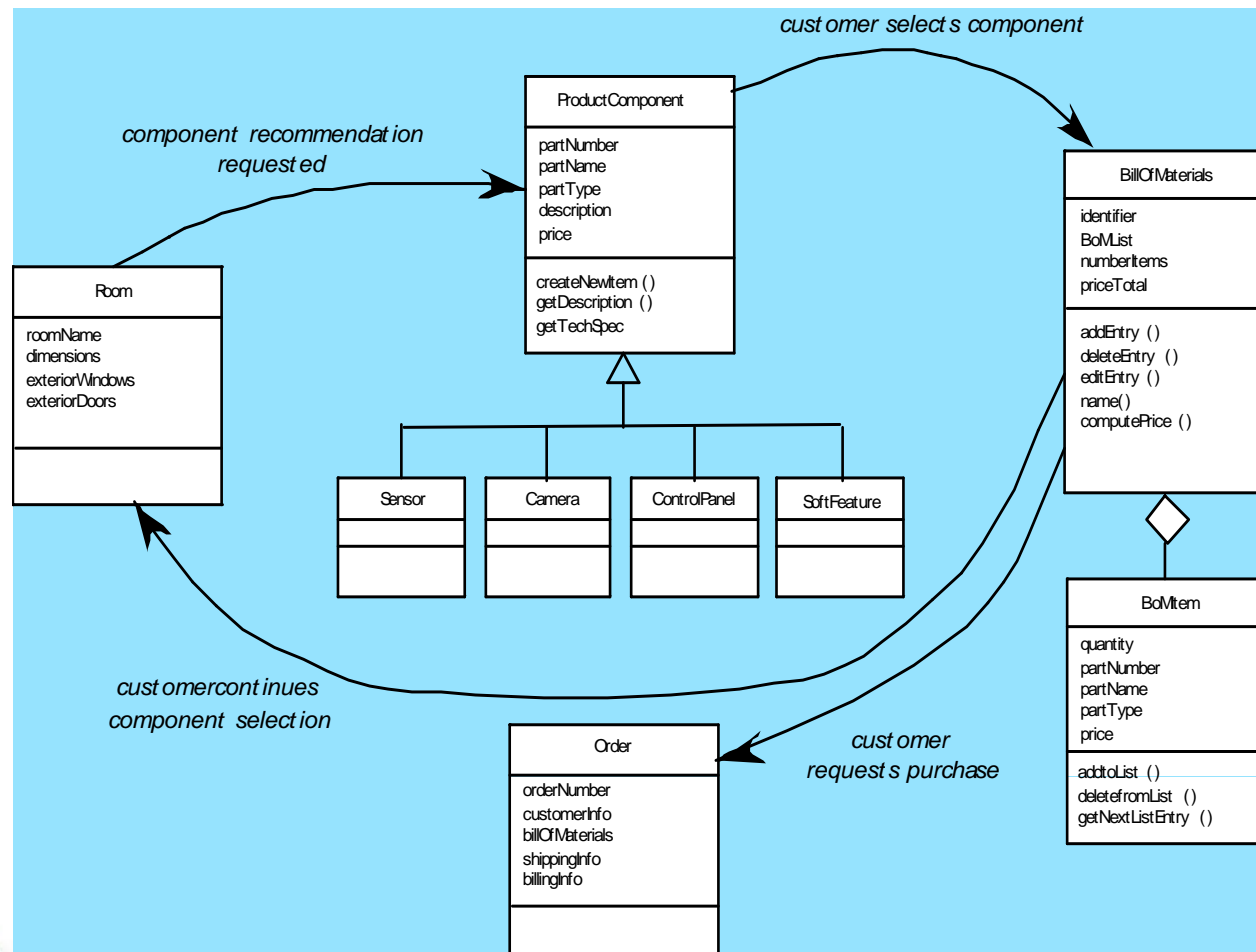 customer selects component
ProductComponent
partNumber
partName
partType
description
price
createNewItem ()
getDescription ()
getTechSpec
component recommendation
requested
BillOfMaterials
identifier
BoMList
numberItems
priceTotal
addEntry ()
deleteEntry ()
editEntry ()
name()
computePrice ()
Room
roomName
dimensions
exteriorWindows
exteriorDoors
Sensor
Camera
ControlPanel
SoftFeature
BoMItem
quantity
partNumber
partName
partType
price
addtoList ()
deletefromList ()
getNextListEntry ()
customercontinues
component selection
Order
orderNumber
customerInfo
billOfMaterials
shippingInfo
billingInfo
customer
requests purchase